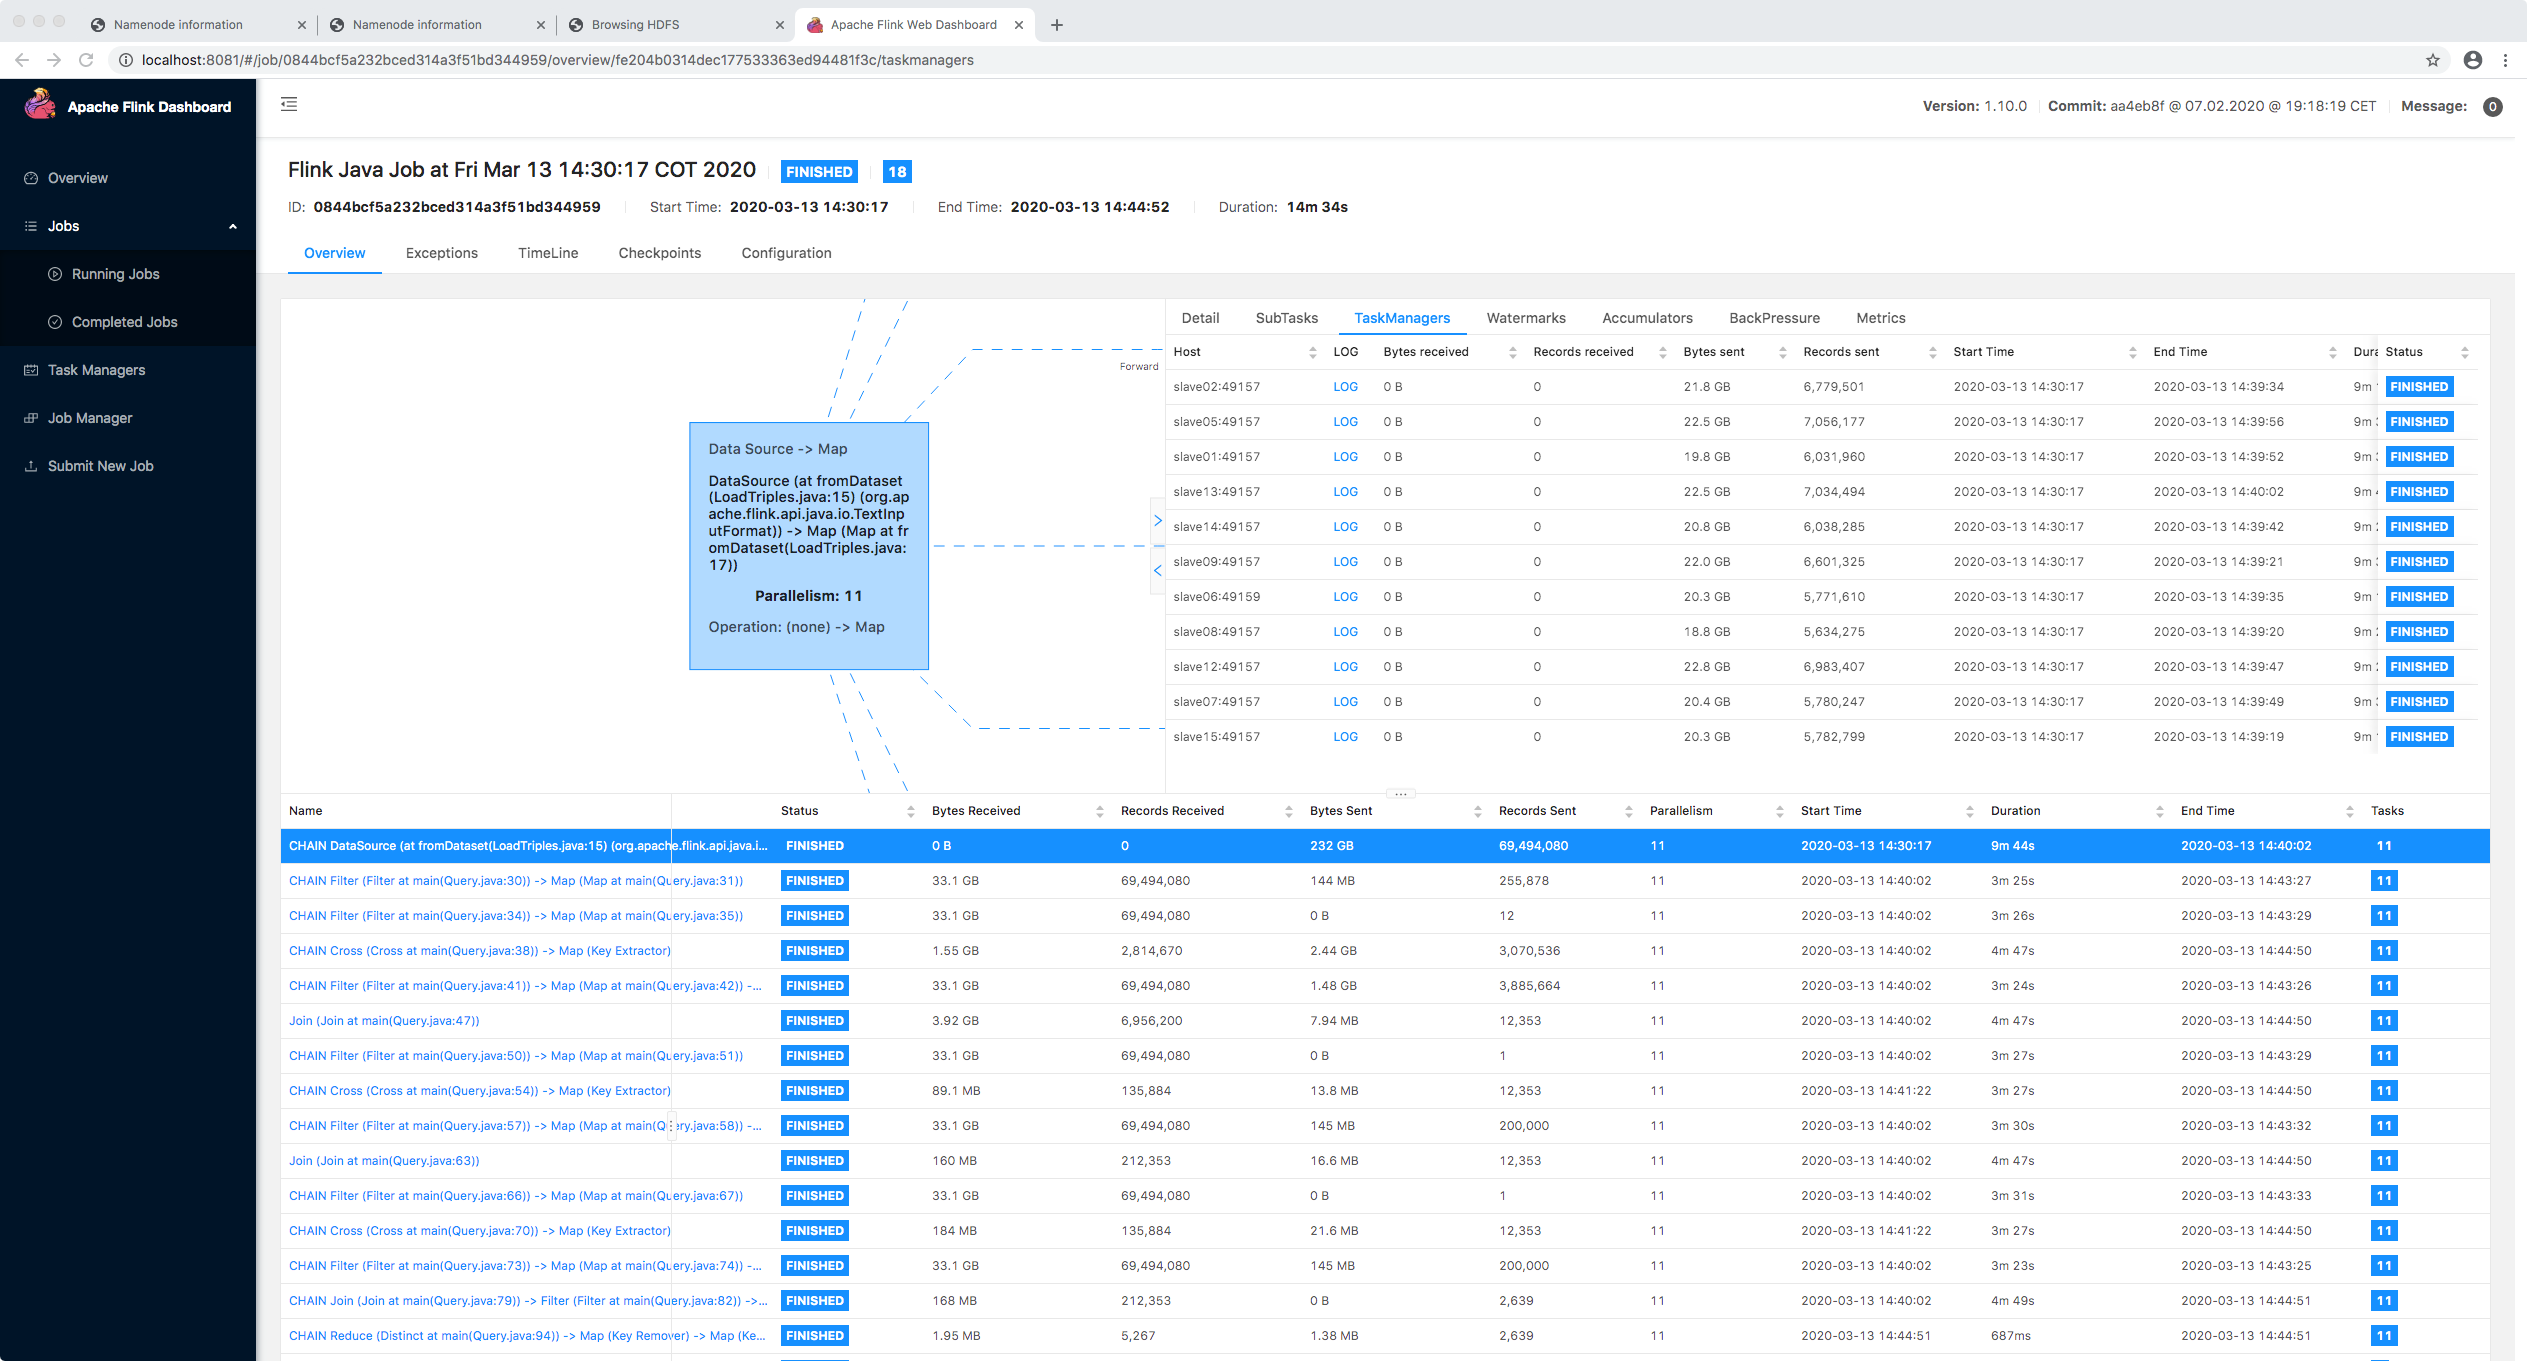 Namenode information
Namenode information
Browsing HDFS
Apache Flink Web Dashboard
localhost:8081/#/job/0844bcf5a232bced314a3f51bd344959/overview/fe204b0314dec177533363ed94481f3c/taskmanagers
Apache Flink Dashboard
Version: 1.10.0 Commit: aa4eb8f @ 07.02.2020 @ 19:18:19 CET Message: 0
Overview
Jobs
Running Jobs
Completed Jobs
Task Managers
Job Manager
Submit New Job
Flink Java Job at Fri Mar 13 14:30:17 COT 2020 FINISHED 18
ID: 0844bcf5a232bced314a3f51bd344959 Start Time: 2020-03-13 14:30:17 End Time: 2020-03-13 14:44:52 Duration: 14m 34s
Overview Exceptions TimeLine Checkpoints Configuration
Forward
Data Source -> Map
DataSource (at fromDataset
(LoadTriples.java:15) (org.ap
ache.flink.api.java.io.TextInp
utFormat)) -> Map (Map at fr
omDataset(LoadTriples.java:
17))
Parallelism: 11
Operation: (none) -> Map
Detail SubTasks TaskManagers Watermarks Accumulators BackPressure Metrics
Host LOG Bytes received Records received Bytes sent Records sent Start Time End Time Dura Status
slave02:49157 LOG 0 B 0 21.8 GB 6,779,501 2020-03-13 14:30:17 2020-03-13 14:39:34 9m FINISHED
slave05:49157 LOG 0 B 0 22.5 GB 7,056,177 2020-03-13 14:30:17 2020-03-13 14:39:56 9m FINISHED
slave01:49157 LOG 0 B 0 19.8 GB 6,031,960 2020-03-13 14:30:17 2020-03-13 14:39:52 9m FINISHED
slave13:49157 LOG 0 B 0 22.5 GB 7,034,494 2020-03-13 14:30:17 2020-03-13 14:40:02 9m FINISHED
slave14:49157 LOG 0 B 0 20.8 GB 6,038,285 2020-03-13 14:30:17 2020-03-13 14:39:42 9m FINISHED
slave09:49157 LOG 0 B 0 22.0 GB 6,601,325 2020-03-13 14:30:17 2020-03-13 14:39:21 9m FINISHED
slave06:49159 LOG 0 B 0 20.3 GB 5,771,610 2020-03-13 14:30:17 2020-03-13 14:39:35 9m FINISHED
slave08:49157 LOG 0 B 0 18.8 GB 5,634,275 2020-03-13 14:30:17 2020-03-13 14:39:20 9m FINISHED
slave12:49157 LOG 0 B 0 22.8 GB 6,983,407 2020-03-13 14:30:17 2020-03-13 14:39:47 9m FINISHED
slave07:49157 LOG 0 B 0 20.4 GB 5,780,247 2020-03-13 14:30:17 2020-03-13 14:39:49 9m FINISHED
slave15:49157 LOG 0 B 0 20.3 GB 5,782,799 2020-03-13 14:30:17 2020-03-13 14:39:19 9m FINISHED
Name Status Bytes Received Records Received Bytes Sent Records Sent Parallelism Start Time Duration End Time Tasks
CHAIN DataSource (at fromDataset(LoadTriples.java:15) (org.apache.flink.api.java.i... FINISHED 0 B 0 232 GB 69,494,080 11 2020-03-13 14:30:17 9m 44s 2020-03-13 14:40:02 11
CHAIN Filter (Filter at main(Query.java:30)) -> Map (Map at main(Query.java:31)) FINISHED 33.1 GB 69,494,080 144 MB 255,878 11 2020-03-13 14:40:02 3m 25s 2020-03-13 14:43:27 11
CHAIN Filter (Filter at main(Query.java:34)) -> Map (Map at main(Query.java:35)) FINISHED 33.1 GB 69,494,080 0 B 12 11 2020-03-13 14:40:02 3m 26s 2020-03-13 14:43:29 11
CHAIN Cross (Cross at main(Query.java:38)) -> Map (Key Extractor) FINISHED 1.55 GB 2,814,670 2.44 GB 3,070,536 11 2020-03-13 14:40:02 4m 47s 2020-03-13 14:44:50 11
CHAIN Filter (Filter at main(Query.java:41)) -> Map (Map at main(Query.java:42)) -... FINISHED 33.1 GB 69,494,080 1.48 GB 3,885,664 11 2020-03-13 14:40:02 3m 24s 2020-03-13 14:43:26 11
Join (Join at main(Query.java:47)) FINISHED 3.92 GB 6,956,200 7.94 MB 12,353 11 2020-03-13 14:40:02 4m 47s 2020-03-13 14:44:50 11
CHAIN Filter (Filter at main(Query.java:50)) -> Map (Map at main(Query.java:51)) FINISHED 33.1 GB 69,494,080 0 B 1 11 2020-03-13 14:40:02 3m 27s 2020-03-13 14:43:29 11
CHAIN Cross (Cross at main(Query.java:54)) -> Map (Key Extractor) FINISHED 89.1 MB 135,884 13.8 MB 12,353 11 2020-03-13 14:41:22 3m 27s 2020-03-13 14:44:50 11
CHAIN Filter (Filter at main(Query.java:57)) -> Map (Map at main(Query.java:58)) -... FINISHED 33.1 GB 69,494,080 145 MB 200,000 11 2020-03-13 14:40:02 3m 30s 2020-03-13 14:43:32 11
Join (Join at main(Query.java:63)) FINISHED 160 MB 212,353 16.6 MB 12,353 11 2020-03-13 14:40:02 4m 47s 2020-03-13 14:44:50 11
CHAIN Filter (Filter at main(Query.java:66)) -> Map (Map at main(Query.java:67)) FINISHED 33.1 GB 69,494,080 0 B 1 11 2020-03-13 14:40:02 3m 31s 2020-03-13 14:43:33 11
CHAIN Cross (Cross at main(Query.java:70)) -> Map (Key Extractor) FINISHED 184 MB 135,884 21.6 MB 12,353 11 2020-03-13 14:41:22 3m 27s 2020-03-13 14:44:50 11
CHAIN Filter (Filter at main(Query.java:73)) -> Map (Map at main(Query.java:74)) -... FINISHED 33.1 GB 69,494,080 145 MB 200,000 11 2020-03-13 14:40:02 3m 23s 2020-03-13 14:43:25 11
CHAIN Join (Join at main(Query.java:79)) -> Filter (Filter at main(Query.java:82)) ->... FINISHED 168 MB 212,353 0 B 2,639 11 2020-03-13 14:40:02 4m 49s 2020-03-13 14:44:51 11
CHAIN Reduce (Distinct at main(Query.java:94)) -> Map (Key Remover) -> Map (Ke... FINISHED 1.95 MB 5,267 1.38 MB 2,639 11 2020-03-13 14:44:51 687ms 2020-03-13 14:44:51 11